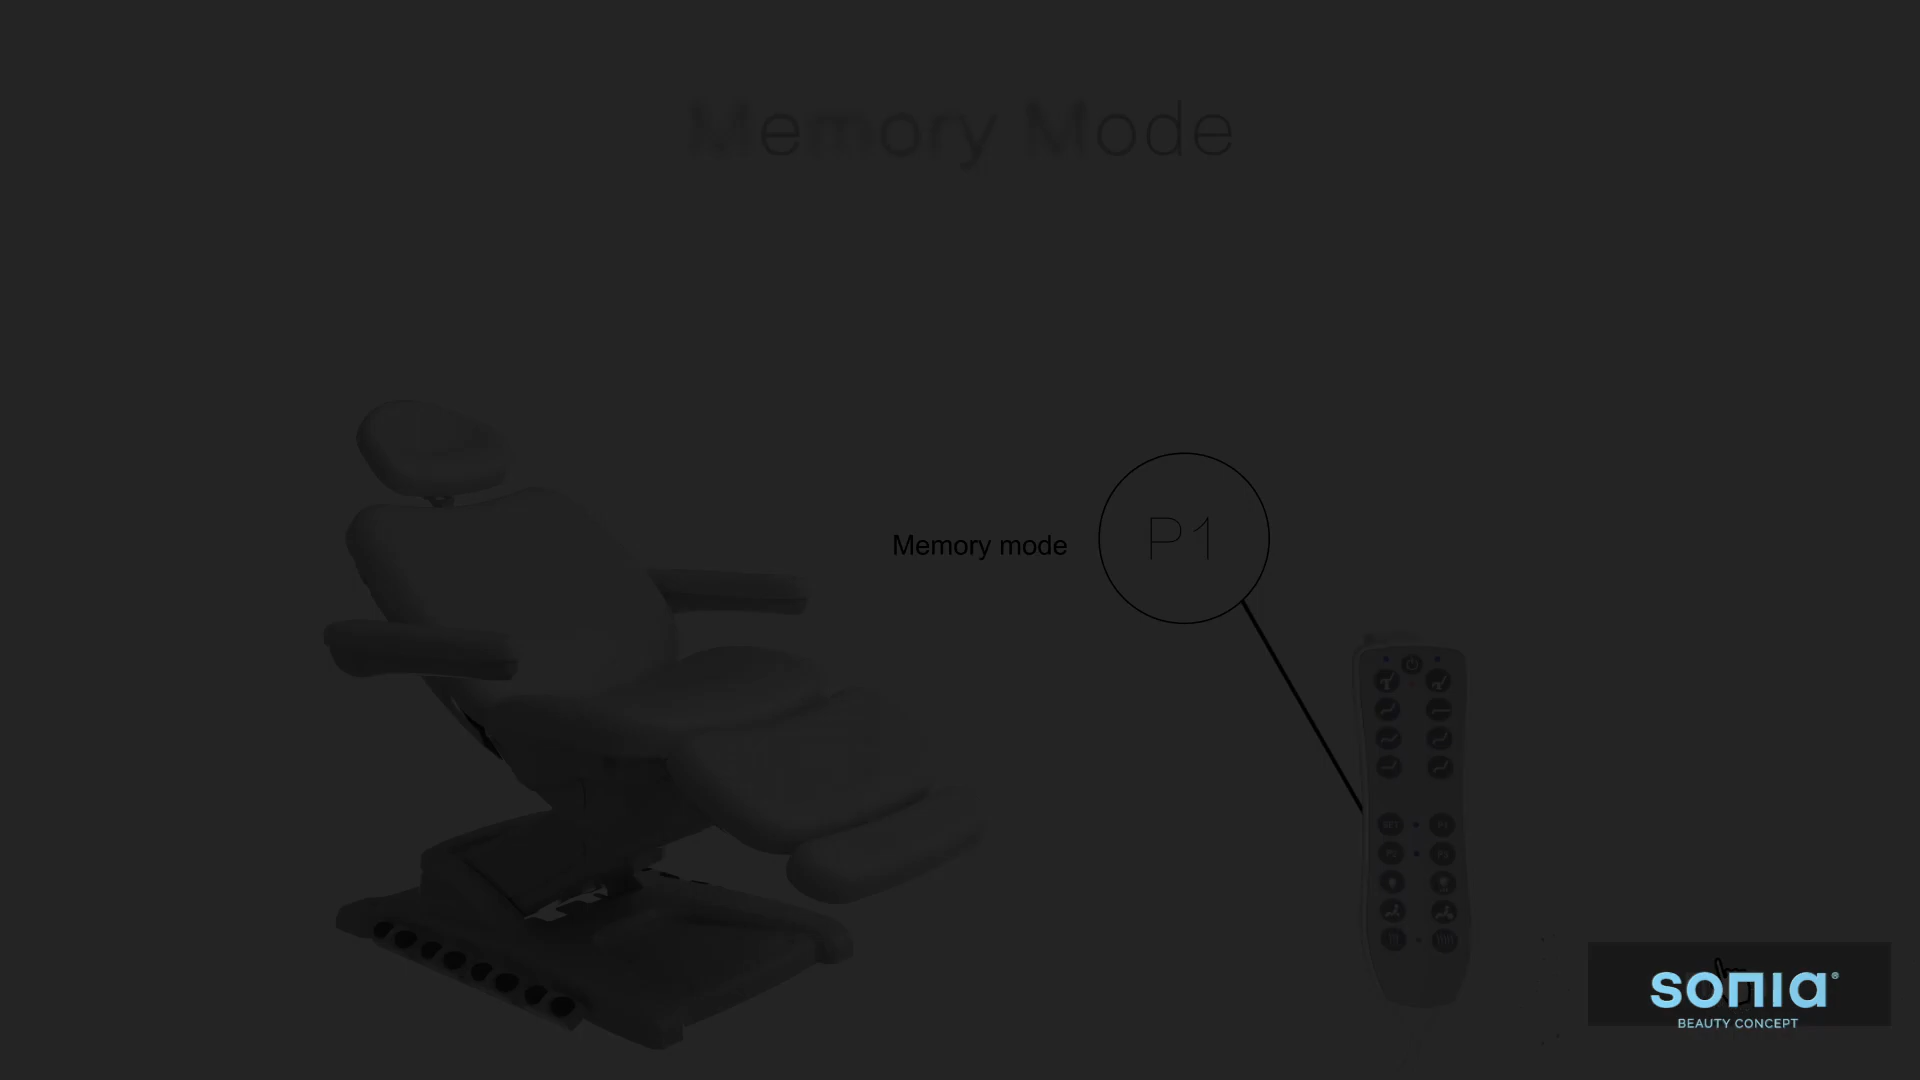 Memory Mode
Memory mode
P1
sonia®
BEAUTY CONCEPT